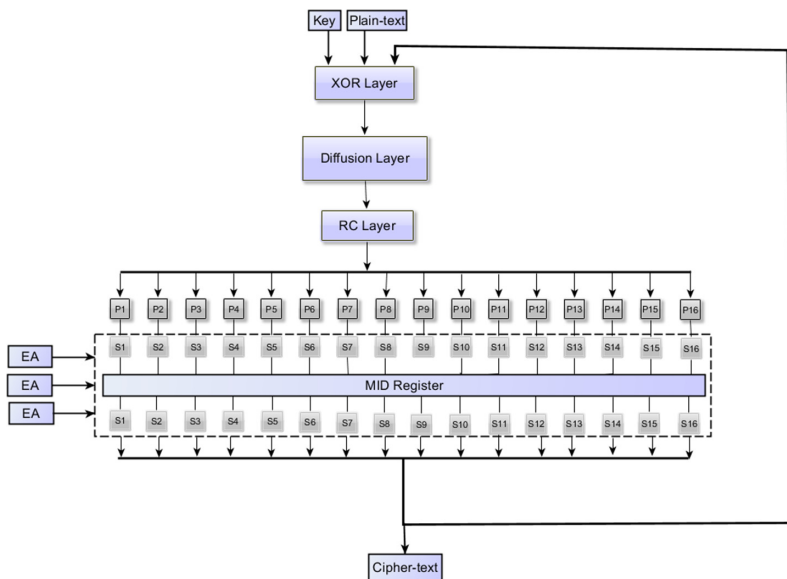 Key Plain-text
XOR Layer
Diffusion Layer
RC Layer
P1 P2 P3 P4 P5 P6 P7 P8 P9 P10 P11 P12 P13 P14 P15 P16
S1 S2 S3 S4 S5 S6 S7 S8 S9 S10 S11 S12 S13 S14 S15 S16
EA
EA MID Register
EA
S1 S2 S3 S4 S5 S6 S7 S8 S9 S10 S11 S12 S13 S14 S15 S16
Cipher-text